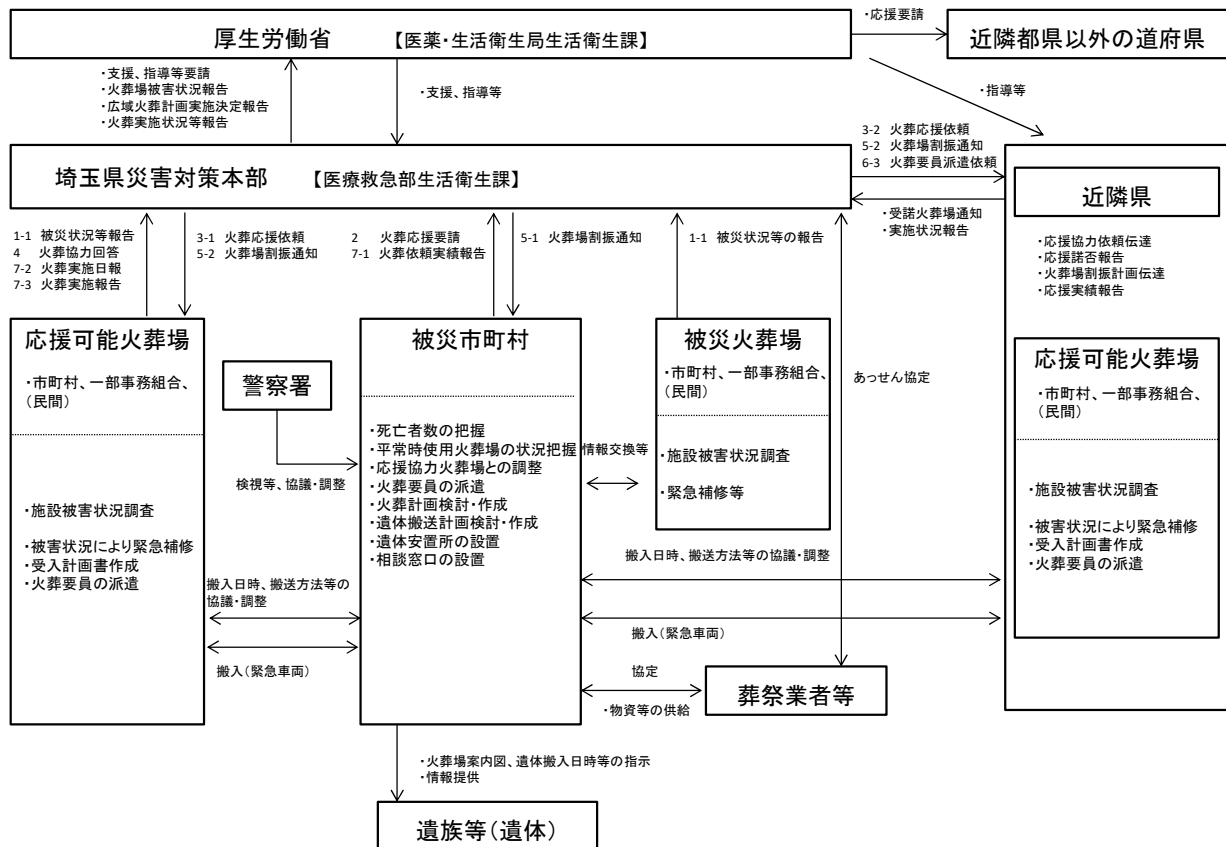 厚生労働省 【医薬・生活衛生局生活衛生課】
・応援要請
近隣都県以外の道府県
・支援、指導等要請
・火葬場被害状況報告
・広域火葬計画実施決定報告
・火葬実施状況等報告
・支援、指導等
・指導等
埼玉県災害対策本部 【医療救急部生活衛生課】
3-2 火葬応援依頼
5-2 火葬場割振通知
6-3 火葬要員派遣依頼
・受諾火葬場通知
・実施状況報告
近隣県
・応援協力依頼伝達
・応援諾否報告
・火葬場割振計画伝達
・応援実績報告
1-1 被災状況等報告
4 火葬協力回答
7-2 火葬実施日報
7-3 火葬実施報告
3-1 火葬応援依頼
5-2 火葬場割振通知
2 火葬応援要請
7-1 火葬依頼実績報告
5-1 火葬場割振通知
1-1 被災状況等の報告
応援可能火葬場
・市町村、一部事務組合、
(民間)
・施設被害状況調査
・被害状況により緊急補修
・受入計画書作成
・火葬要員の派遣
警察署
検視等、協議・調整
被災市町村
・死亡者数の把握
・平常時使用火葬場の状況把握
・応援協力火葬場との調整
・火葬要員の派遣
・火葬計画検討・作成
・遺体搬送計画検討・作成
・遺体安置所の設置
・相談窓口の設置
情報交換等
被災火葬場
・市町村、一部事務組合、
(民間)
・施設被害状況調査
・緊急補修等
あっせん協定
応援可能火葬場
・市町村、一部事務組合、
(民間)
・施設被害状況調査
・被害状況により緊急補修
・受入計画書作成
・火葬要員の派遣
搬入日時、搬送方法等の
協議・調整
搬入(緊急車両)
搬入日時、搬送方法等の協議・調整
搬入(緊急車両)
協定
・物資等の供給
葬祭業者等
・火葬場案内図、遺体搬入日時等の指示
・情報提供
遺族等(遺体)